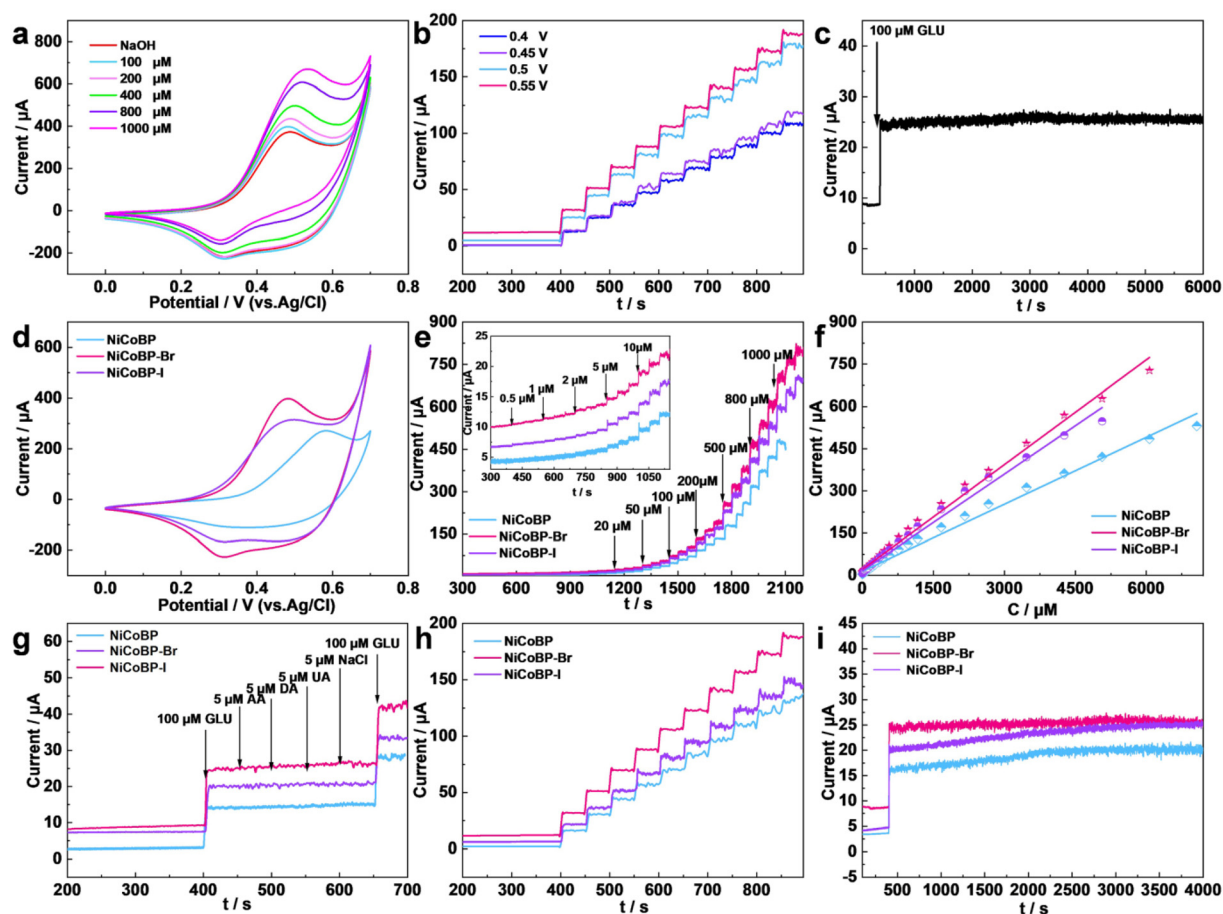 a
800
600
400
200
0
-200
Current / µA
NaOH
100 µM
200 µM
400 µM
800 µM
1000 µM
0.0
0.2
0.4
0.6
0.8
Potential / V (vs.Ag/Cl)
b
200
150
100
50
0
Current / µA
0.4 V
0.45 V
0.5 V
0.55 V
200
300
400
500
600
700
800
t / s
c
40
30
20
10
0
Current / µA
100 µM GLU
1000
2000
3000
4000
5000
6000
t / s
d
600
400
200
0
-200
Current / µA
NiCoBP
NiCoBP-Br
NiCoBP-I
0.0
0.2
0.4
0.6
0.8
Potential / V (vs.Ag/Cl)
e
900
750
600
450
300
150
0
Current / µA
25
20
15
10
5
Current / µA
0.5 µM
1 µM
2 µM
5 µM
10µM
300
450
600
750
900
1050
t / s
20 µM
50 µM
100 µM
200µM
500 µM
800 µM
1000 µM
NiCoBP
NiCoBP-Br
NiCoBP-I
300
600
900
1200
1500
1800
2100
t / s
f
900
750
600
450
300
150
0
Current / µA
NiCoBP
NiCoBP-Br
NiCoBP-I
0
1500
3000
4500
6000
C / µM
g
60
50
40
30
20
10
0
Current / µA
NiCoBP
NiCoBP-Br
NiCoBP-I
100 µM GLU
5 µM AA
5 µM DA
5 µM UA
5 µM NaCl
100 µM GLU
200
300
400
500
600
700
t / s
h
200
150
100
50
0
Current / µA
NiCoBP
NiCoBP-Br
NiCoBP-I
200
300
400
500
600
700
800
t / s
i
45
40
35
30
25
20
15
10
5
0
-5
Current / µA
NiCoBP
NiCoBP-Br
NiCoBP-I
500
1000
1500
2000
2500
3000
3500
4000
t / s